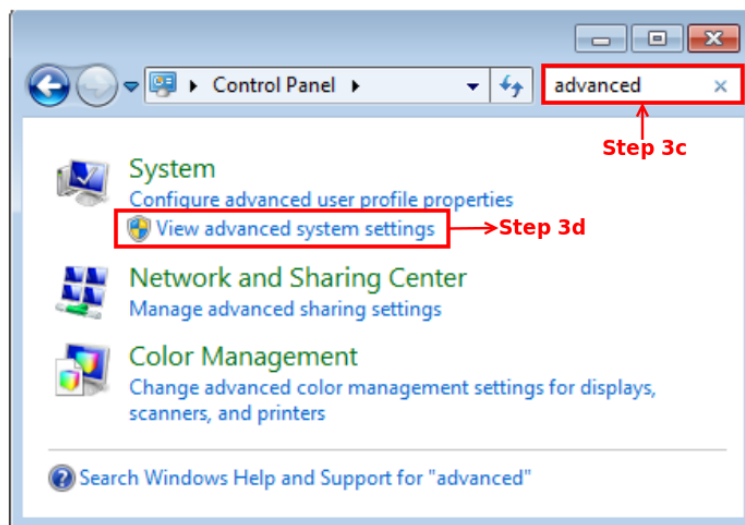 Control Panel
advanced
Step 3c
System
Configure advanced user profile properties
View advanced system settings
Step 3d
Network and Sharing Center
Manage advanced sharing settings
Color Management
Change advanced color management settings for displays,
scanners, and printers
Search Windows Help and Support for "advanced"